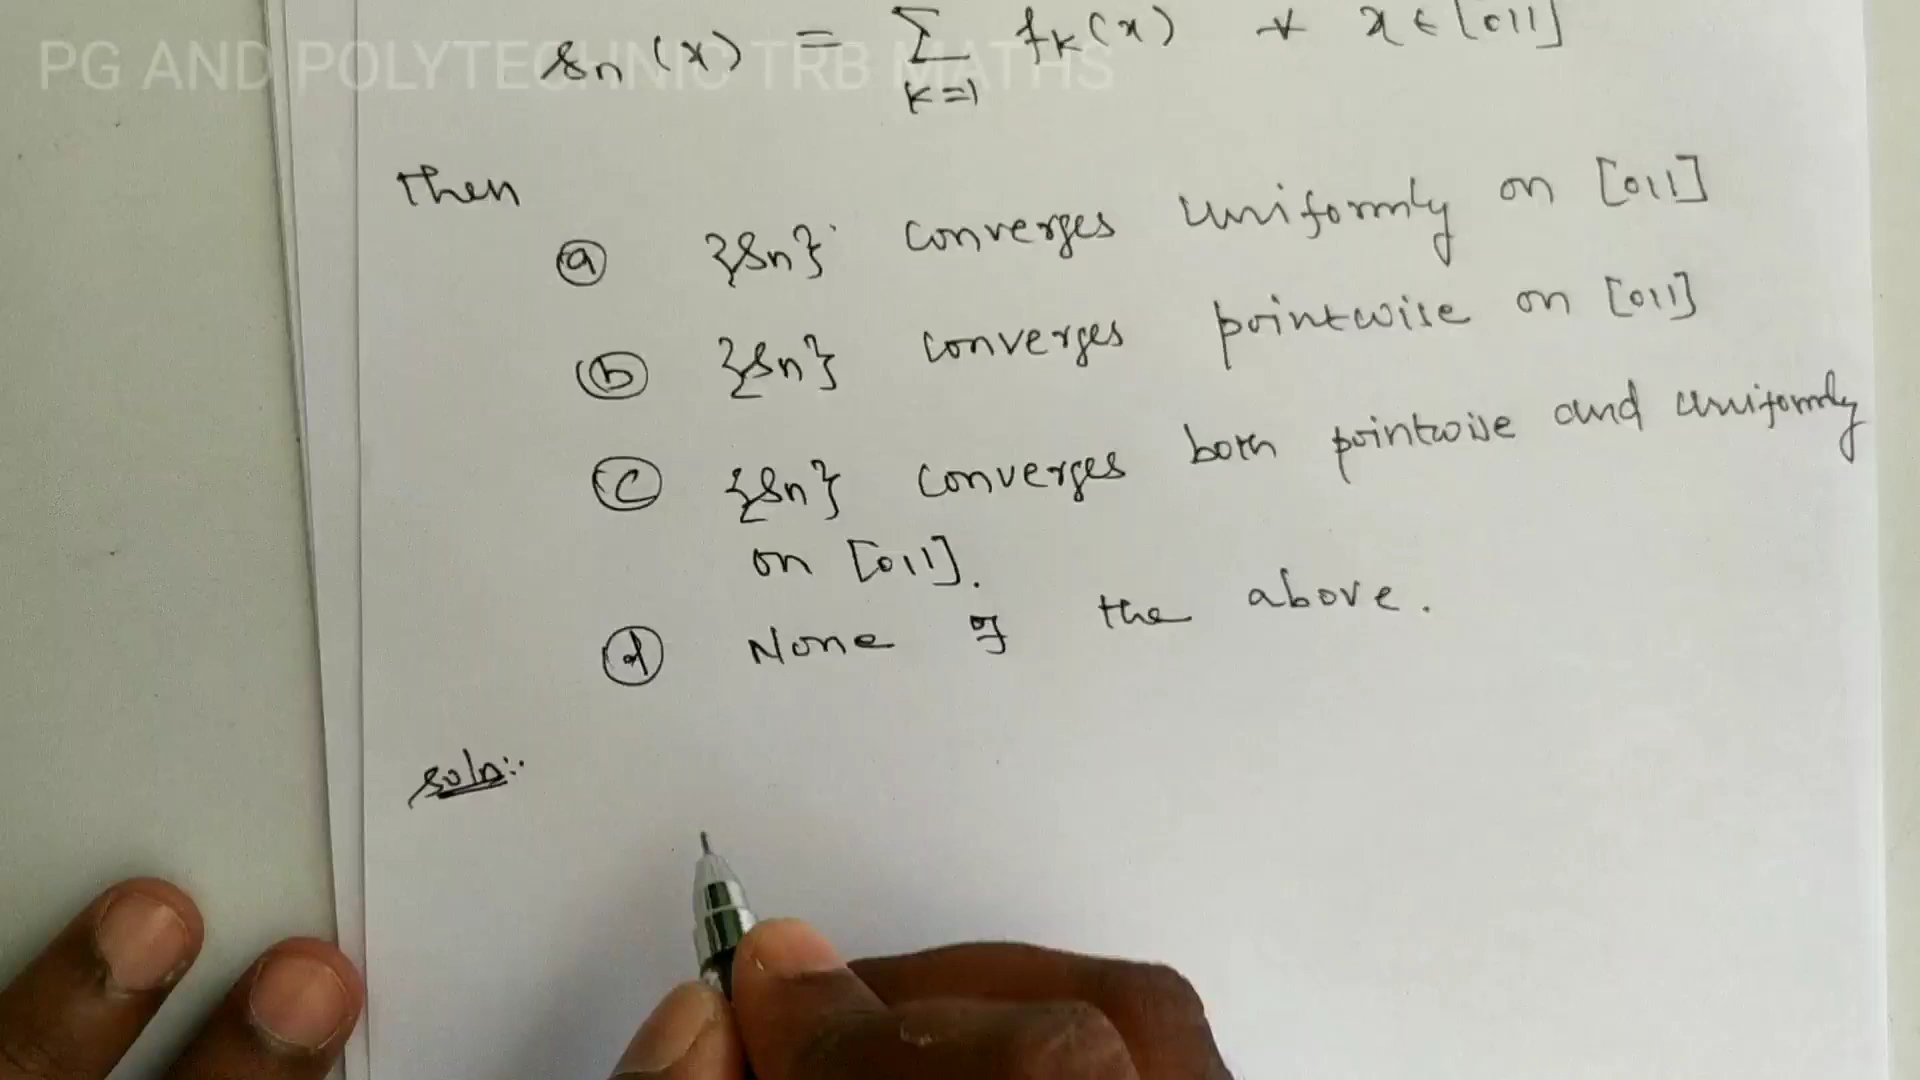 PG AND POLYTECHNIC TRB MATHS
sn(x) = Σ fk(x) ∀ x ∈ [0,1]
k=1
then
(a) {sn} converges uniformly on [0,1]
(b) {sn} converges pointwise on [0,1]
(c) {sn} converges both pointwise and uniformly
on [0,1].
(d) None of the above.
soln: